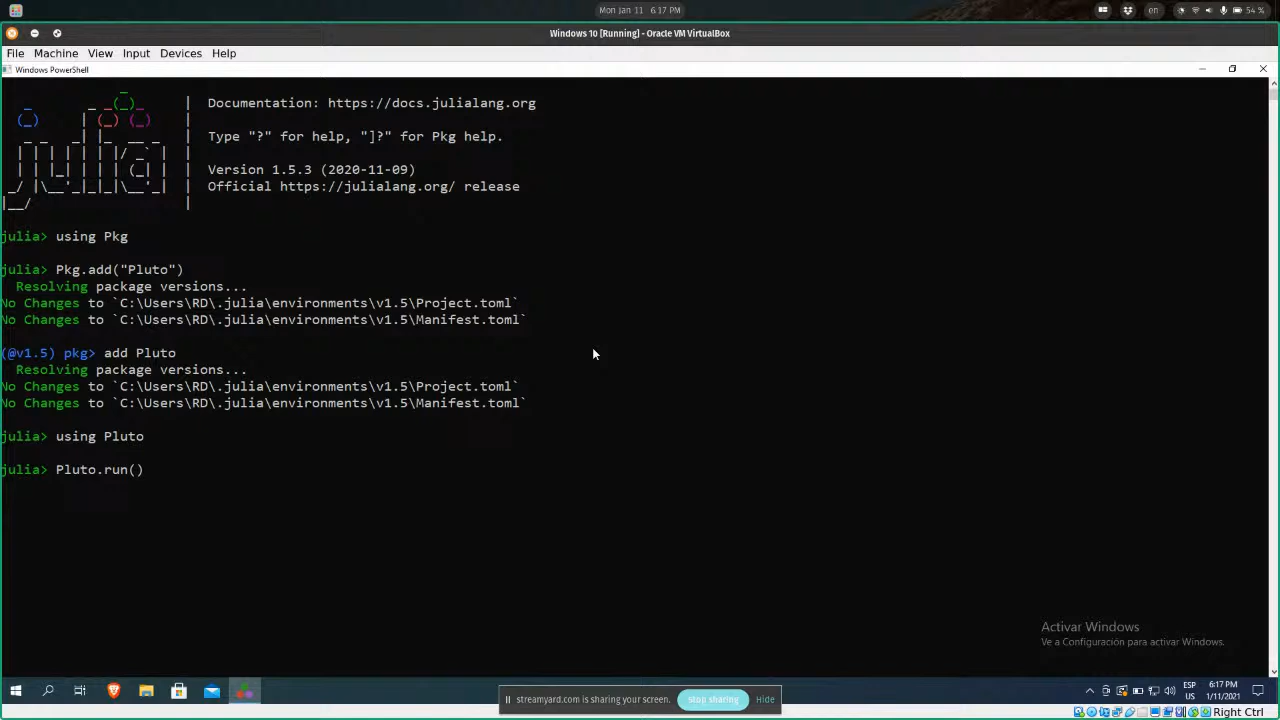 Mon Jan 11 6:17 PM
en
54 %
Windows 10 [Running] - Oracle VM VirtualBox
File Machine View Input Devices Help
Windows PowerShell
| Documentation: https://docs.julialang.org
| Type "?" for help, "]?" for Pkg help.
| Version 1.5.3 (2020-11-09)
| Official https://julialang.org/ release
julia> using Pkg
julia> Pkg.add("Pluto")
Resolving package versions...
No Changes to `C:\Users\RD\.julia\environments\v1.5\Project.toml`
No Changes to `C:\Users\RD\.julia\environments\v1.5\Manifest.toml`
(@v1.5) pkg> add Pluto
Resolving package versions...
No Changes to `C:\Users\RD\.julia\environments\v1.5\Project.toml`
No Changes to `C:\Users\RD\.julia\environments\v1.5\Manifest.toml`
julia> using Pluto
julia> Pluto.run()
Activar Windows
Ve a Configuración para activar Windows.
streamyard.com is sharing your screen.
Stop sharing
Hide
ESP
US
6:17 PM
1/11/2021
Right Ctrl